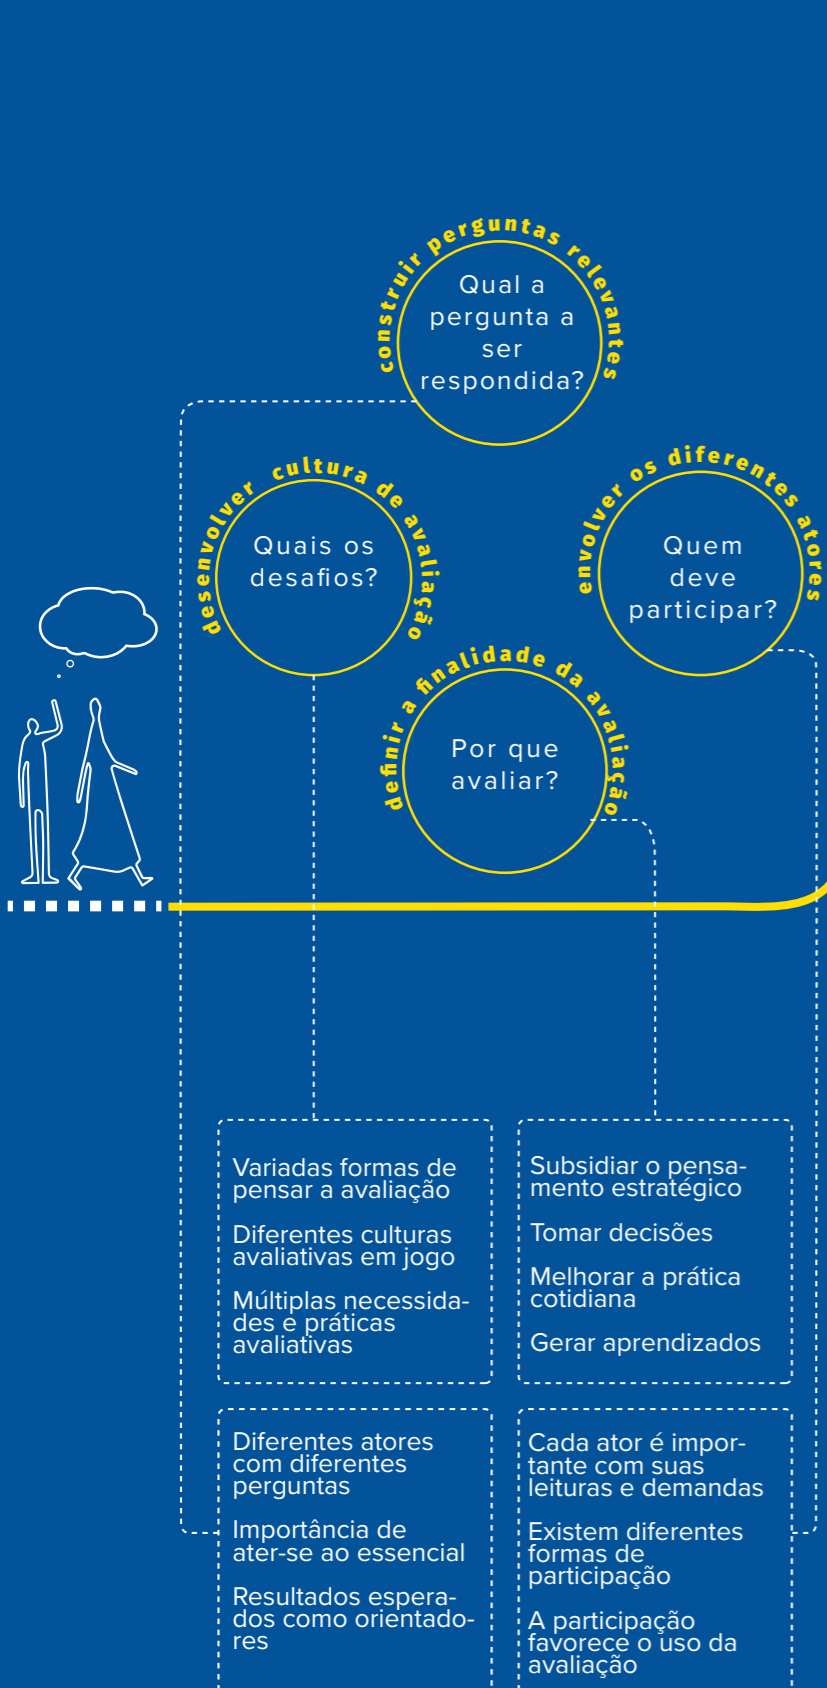 construir perguntas relevantes
Qual a
pergunta a
ser
respondida?
desenvolver cultura de avaliação
Quais os
desafios?
envolver os diferentes atores
Quem
deve
participar?
definir a finalidade da avaliação
Por que
avaliar?
Variadas formas de
pensar a avaliação
Diferentes culturas
avaliativas em jogo
Múltiplas necessida-
des e práticas
avaliativas
Subsidiar o pensa-
mento estratégico
Tomar decisões
Melhorar a prática
cotidiana
Gerar aprendizados
Diferentes atores
com diferentes
perguntas
Importância de
ater-se ao essencial
Resultados espera-
dos como orientado-
res
Cada ator é impor-
tante com suas
leituras e demandas
Existem diferentes
formas de
participação
A participação
favorece o uso da
avaliação